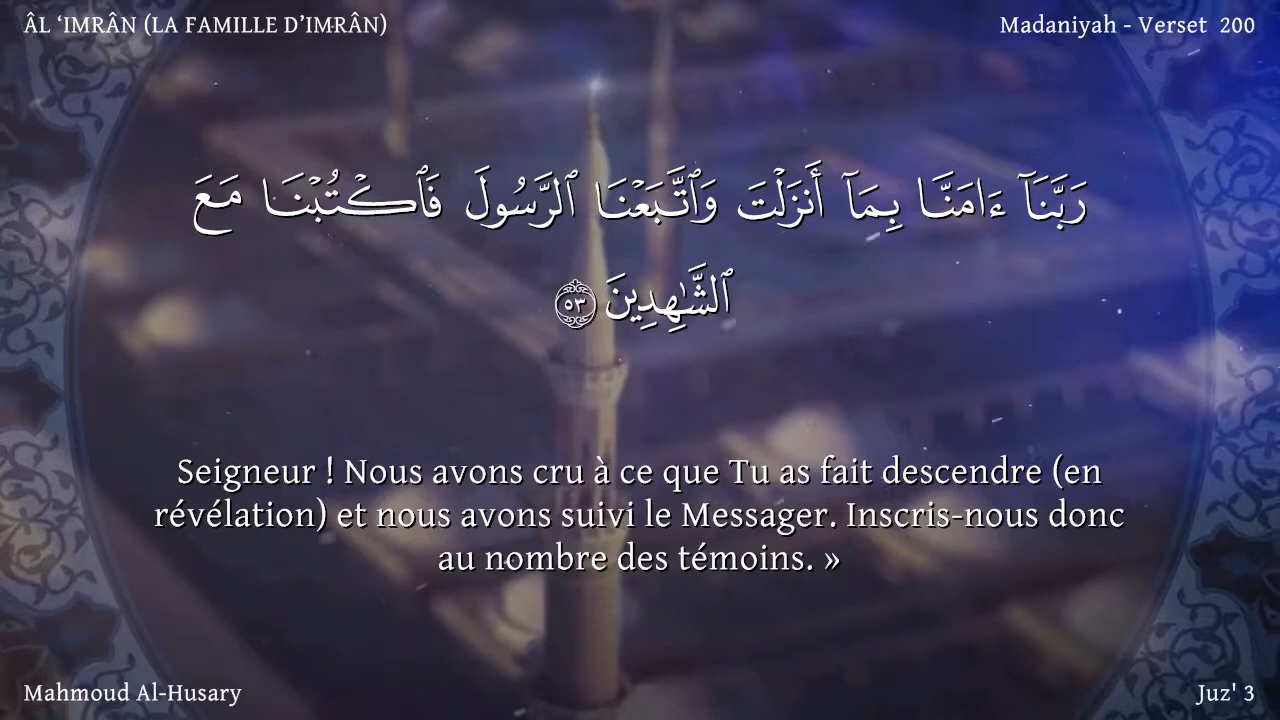 ÂL ‘IMRÂN (LA FAMILLE D’IMRÂN)
Madaniyah - Verset 200
رَبَّنَآ ءَامَنَّا بِمَآ أَنزَلْتَ وَٱتَّبَعْنَا ٱلرَّسُولَ فَٱكْتُبْنَا مَعَ
ٱلشَّٰهِدِينَ ٥٣
Seigneur ! Nous avons cru à ce que Tu as fait descendre (en
révélation) et nous avons suivi le Messager. Inscris-nous donc
au nombre des témoins. »
Mahmoud Al-Husary
Juz' 3